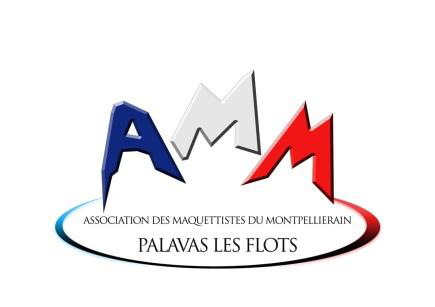 AMM
ASSOCIATION DES MAQUETTISTES DU MONTPELLIERAIN
PALAVAS LES FLOTS